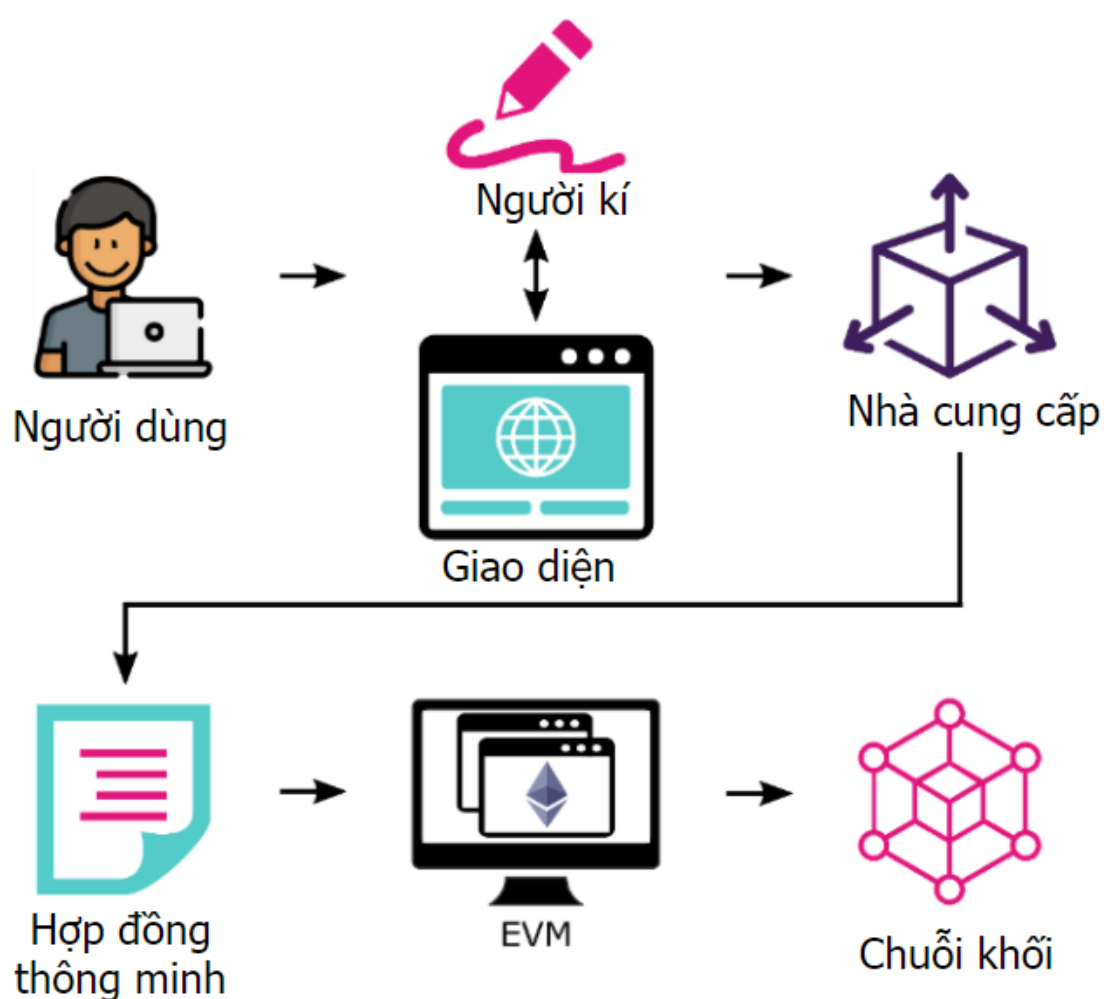 Người kí
Người dùng
Nhà cung cấp
Giao diện
Hợp đồng
thông minh
EVM
Chuỗi khối